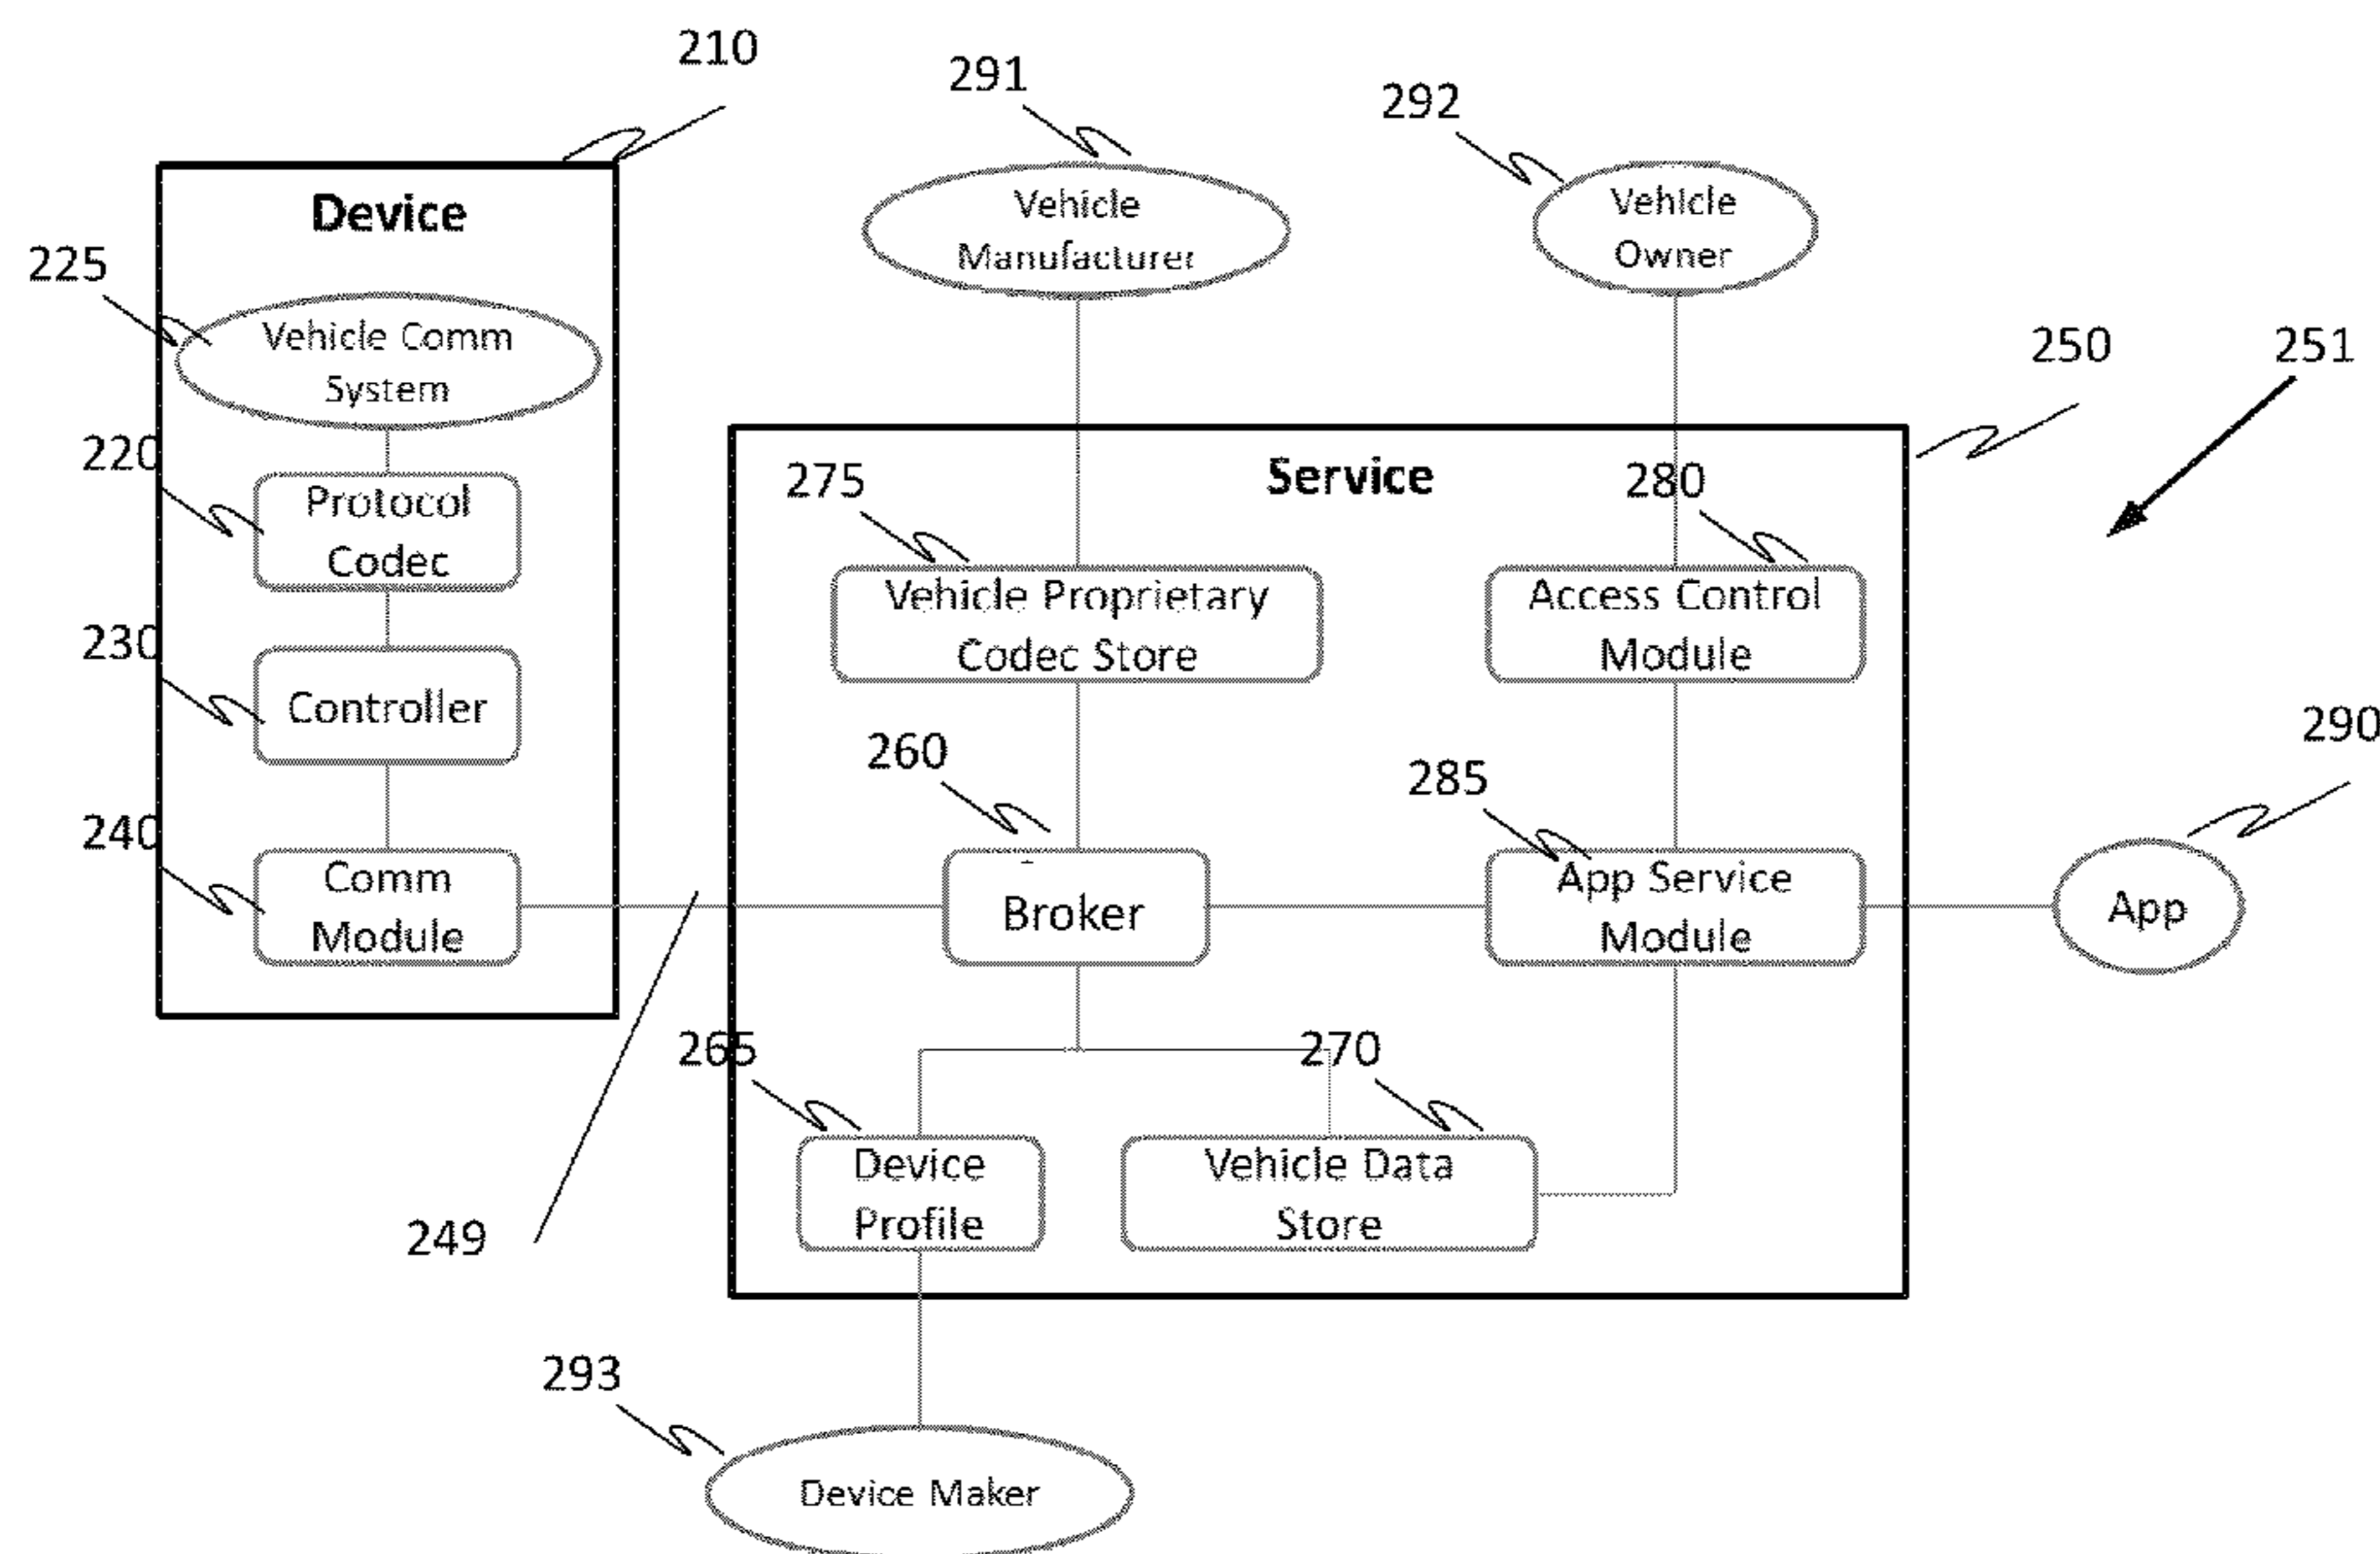 210
291
292
Device
Vehicle
Manufacturer
Vehicle
Owner
225
Vehicle Comm
System
250
251
220
Protocol
Codec
Service
275
280
Vehicle Proprietary
Codec Store
Access Control
Module
230
Controller
260
285
290
240
Comm
Module
Broker
App Service
Module
App
265
270
Device
Profile
Vehicle Data
Store
249
293
Device Maker